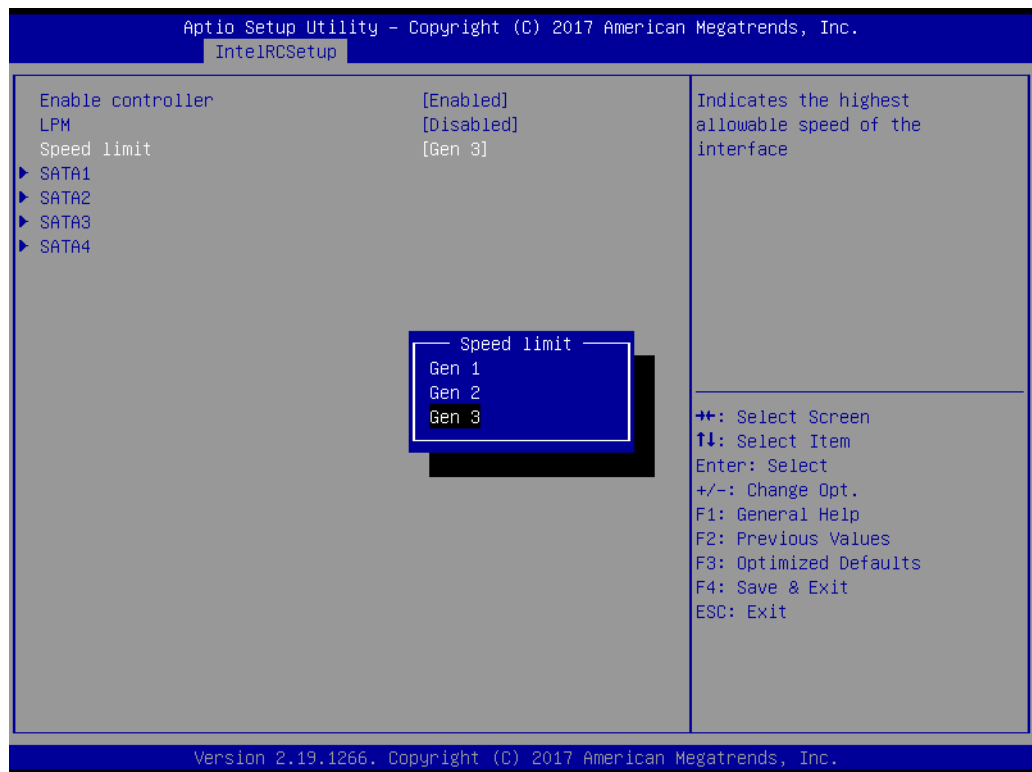 Aptio Setup Utility – Copyright (C) 2017 American Megatrends, Inc.
IntelRCSetup
Enable controller [Enabled]
LPM [Disabled]
Speed limit [Gen 3]
SATA1
SATA2
SATA3
SATA4
Indicates the highest
allowable speed of the
interface
Speed limit
Gen 1
Gen 2
Gen 3
→←: Select Screen
↑↓: Select Item
Enter: Select
+/-: Change Opt.
F1: General Help
F2: Previous Values
F3: Optimized Defaults
F4: Save & Exit
ESC: Exit
Version 2.19.1266. Copyright (C) 2017 American Megatrends, Inc.